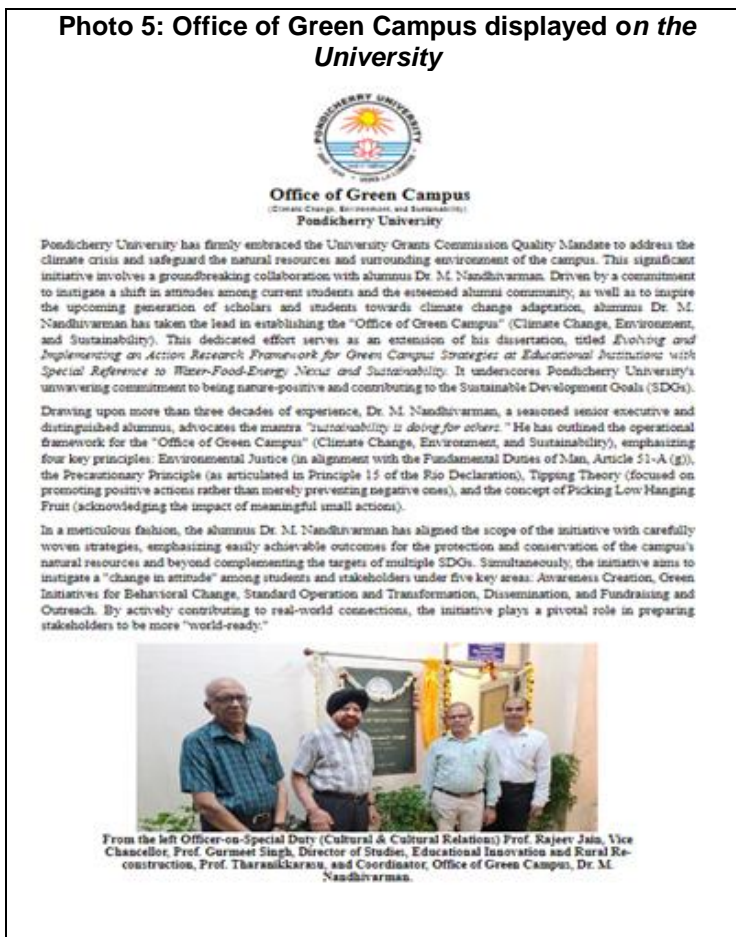 Photo 5: Office of Green Campus displayed on the
University
PONDICHERRY UNIVERSITY
Office of Green Campus
(Climate Change, Environment, and Sustainability)
Pondicherry University
Pondicherry University has firmly embraced the University Grants Commission Quality Mandate to address the
climate crisis and safeguard the natural resources and surrounding environment of the campus. This significant
initiative involves a groundbreaking collaboration with alumnus Dr. M. Nandhivarman. Driven by a commitment
to instigate a shift in attitudes among current students and the esteemed alumni community, as well as to inspire
the upcoming generation of scholars and students towards climate change adaptation, alumnus Dr. M.
Nandhivarman has taken the lead in establishing the "Office of Green Campus" (Climate Change, Environment,
and Sustainability). This dedicated effort serves as an extension of his dissertation, titled Evolving and
Implementing an Action Research Framework for Green Campus Strategies at Educational Institutions with
Special Reference to Water-Food-Energy Nexus and Sustainability. It underscores Pondicherry University's
unwavering commitment to being nature-positive and contributing to the Sustainable Development Goals (SDGs).
Drawing upon more than three decades of experience, Dr. M. Nandhivarman, a seasoned senior executive and
distinguished alumnus, advocates the mantra "sustainability is doing for others." He has outlined the operational
framework for the "Office of Green Campus" (Climate Change, Environment, and Sustainability), emphasizing
four key principles: Environmental Justice (in alignment with the Fundamental Duties of Man, Article 51-A (g)),
the Precautionary Principle (as articulated in Principle 15 of the Rio Declaration), Tipping Theory (focused on
promoting positive actions rather than merely preventing negative ones), and the concept of Picking Low Hanging
Fruit (acknowledging the impact of meaningful small actions).
In a meticulous fashion, the alumnus Dr. M. Nandhivarman has aligned the scope of the initiative with carefully
woven strategies, emphasizing easily achievable outcomes for the protection and conservation of the campus's
natural resources and beyond complementing the targets of multiple SDGs. Simultaneously, the initiative aims to
instigate a "change in attitude" among students and stakeholders under five key areas: Awareness Creation, Green
Initiatives for Behavioral Change, Standard Operation and Transformation, Dissemination, and Fundraising and
Outreach. By actively contributing to real-world connections, the initiative plays a pivotal role in preparing
stakeholders to be more "world-ready."
From the left Officer-on-Special Duty (Cultural & Cultural Relations) Prof. Rajeev Jain, Vice
Chancellor, Prof. Gurmeet Singh, Director of Studies, Educational Innovation and Rural Re-
construction, Prof. Tharanikkarasu, and Coordinator, Office of Green Campus, Dr. M.
Nandhivarman.